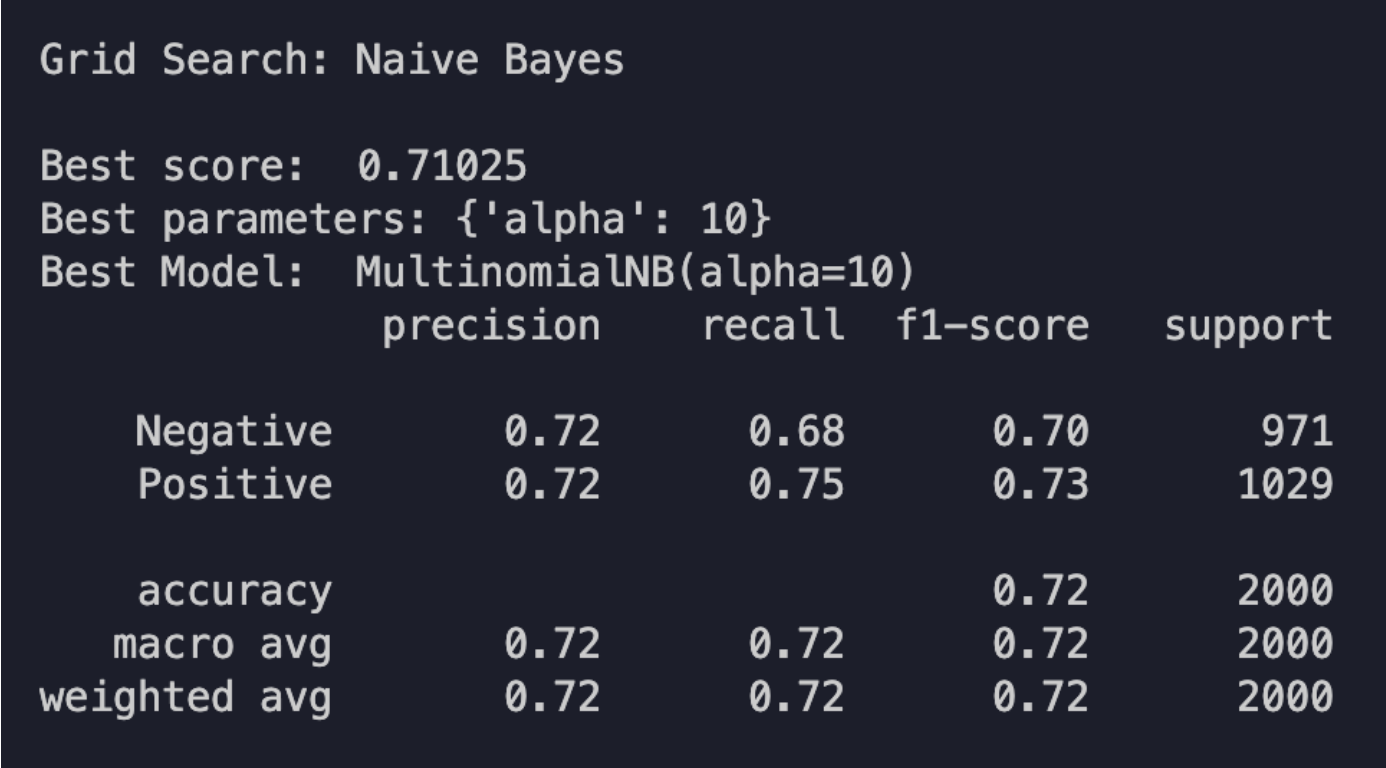 Grid Search: Naive Bayes
Best score:  0.71025
Best parameters: {'alpha': 10}
Best Model:  MultinomialNB(alpha=10)
precision    recall  f1-score   support
Negative       0.72      0.68      0.70       971
Positive       0.72      0.75      0.73      1029
accuracy                           0.72      2000
macro avg       0.72      0.72      0.72      2000
weighted avg       0.72      0.72      0.72      2000